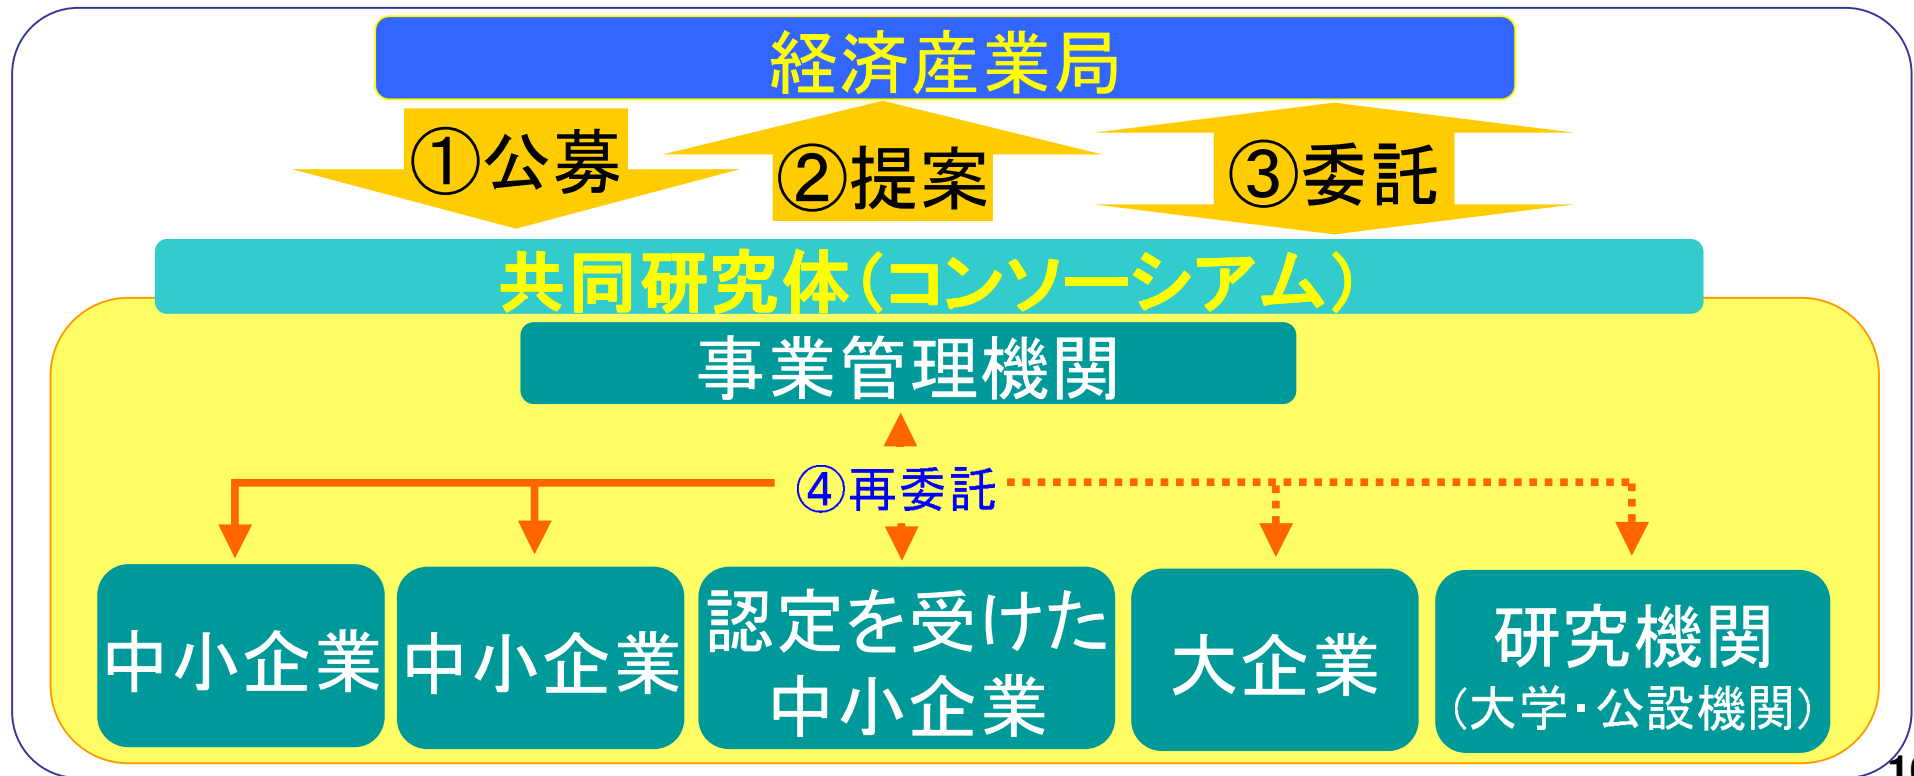 経済産業局
①公募
②提案
③委託
共同研究体(コンソーシアム)
事業管理機関
④再委託
中小企業
中小企業
認定を受けた
中小企業
大企業
研究機関
(大学・公設機関)